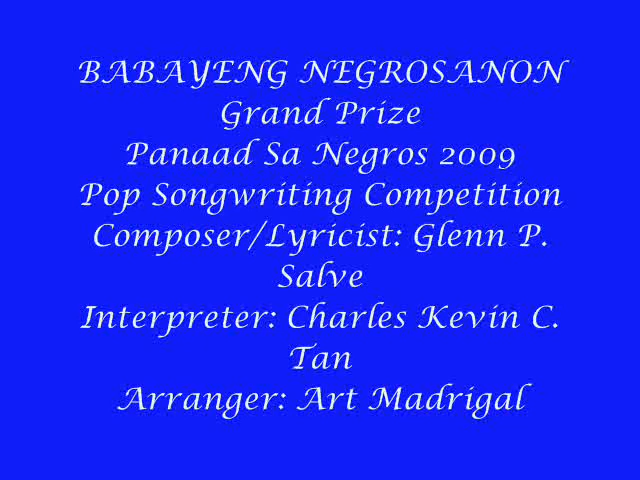 BABAYENG NEGROSANON
Grand Prize
Panaad Sa Negros 2009
Pop Songwriting Competition
Composer/Lyricist: Glenn P.
Salve
Interpreter: Charles Kevin C.
Tan
Arranger: Art Madrigal